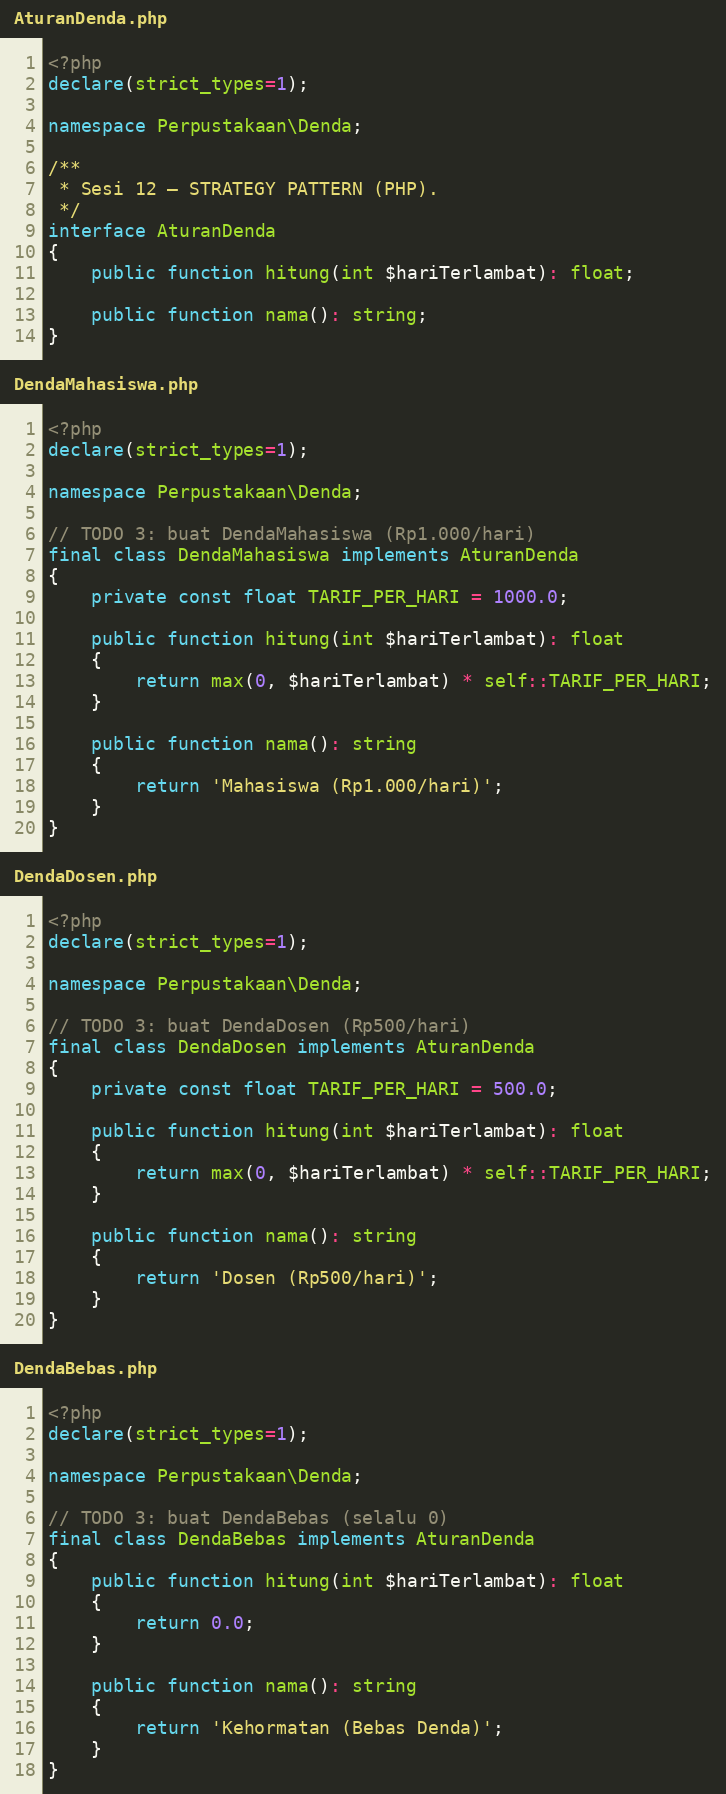 AturanDenda.php
1 <?php
2 declare(strict_types=1);
3
4 namespace Perpustakaan\Denda;
5
6 /**
7  * Sesi 12 — STRATEGY PATTERN (PHP).
8  */
9 interface AturanDenda
10 {
11     public function hitung(int $hariTerlambat): float;
12
13     public function nama(): string;
14 }
DendaMahasiswa.php
1 <?php
2 declare(strict_types=1);
3
4 namespace Perpustakaan\Denda;
5
6 // TODO 3: buat DendaMahasiswa (Rp1.000/hari)
7 final class DendaMahasiswa implements AturanDenda
8 {
9     private const float TARIF_PER_HARI = 1000.0;
10
11     public function hitung(int $hariTerlambat): float
12     {
13         return max(0, $hariTerlambat) * self::TARIF_PER_HARI;
14     }
15
16     public function nama(): string
17     {
18         return 'Mahasiswa (Rp1.000/hari)';
19     }
20 }
DendaDosen.php
1 <?php
2 declare(strict_types=1);
3
4 namespace Perpustakaan\Denda;
5
6 // TODO 3: buat DendaDosen (Rp500/hari)
7 final class DendaDosen implements AturanDenda
8 {
9     private const float TARIF_PER_HARI = 500.0;
10
11     public function hitung(int $hariTerlambat): float
12     {
13         return max(0, $hariTerlambat) * self::TARIF_PER_HARI;
14     }
15
16     public function nama(): string
17     {
18         return 'Dosen (Rp500/hari)';
19     }
20 }
DendaBebas.php
1 <?php
2 declare(strict_types=1);
3
4 namespace Perpustakaan\Denda;
5
6 // TODO 3: buat DendaBebas (selalu 0)
7 final class DendaBebas implements AturanDenda
8 {
9     public function hitung(int $hariTerlambat): float
10     {
11         return 0.0;
12     }
13
14     public function nama(): string
15     {
16         return 'Kehormatan (Bebas Denda)';
17     }
18 }